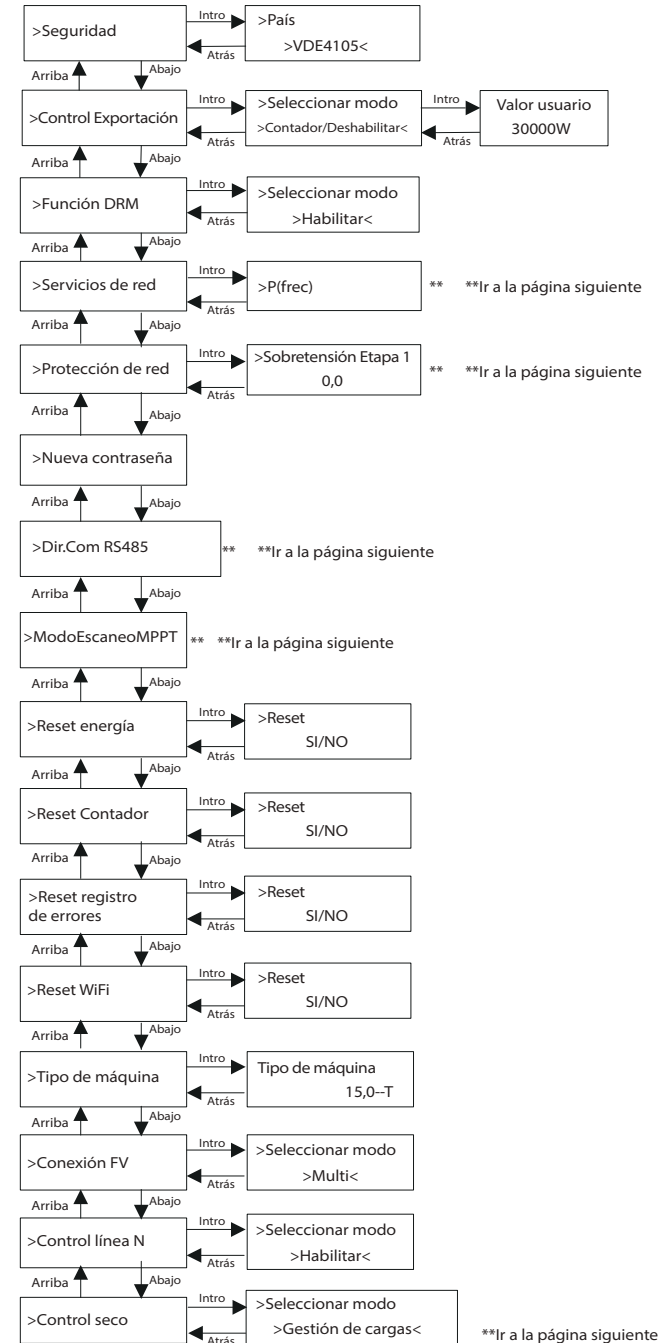 >Seguridad
Intro
Atrás
>País
>VDE4105<
Arriba
Abajo
>Control Exportación
Intro
Atrás
>Seleccionar modo
>Contador/Deshabilitar<
Intro
Atrás
Valor usuario
30000W
Arriba
Abajo
>Función DRM
Intro
Atrás
>Seleccionar modo
>Habilitar<
Arriba
Abajo
>Servicios de red
Intro
Atrás
>P(frec)
** **Ir a la página siguiente
Arriba
Abajo
>Protección de red
Intro
Atrás
>Sobretensión Etapa 1
0,0
** **Ir a la página siguiente
Arriba
Abajo
>Nueva contraseña
Arriba
Abajo
>Dir.Com RS485
** **Ir a la página siguiente
Arriba
Abajo
>ModoEscaneoMPPT
** **Ir a la página siguiente
Arriba
Abajo
>Reset energía
Intro
Atrás
>Reset
SI/NO
Arriba
Abajo
>Reset Contador
Intro
Atrás
>Reset
SI/NO
Arriba
Abajo
>Reset registro
de errores
Intro
Atrás
>Reset
SI/NO
Arriba
Abajo
>Reset WiFi
Intro
Atrás
>Reset
SI/NO
Arriba
Abajo
>Tipo de máquina
Intro
Atrás
Tipo de máquina
15,0--T
Arriba
Abajo
>Conexión FV
Intro
Atrás
>Seleccionar modo
>Multi<
Arriba
Abajo
>Control línea N
Intro
Atrás
>Seleccionar modo
>Habilitar<
Arriba
Abajo
>Control seco
Intro
Atrás
>Seleccionar modo
>Gestión de cargas<
**Ir a la página siguiente